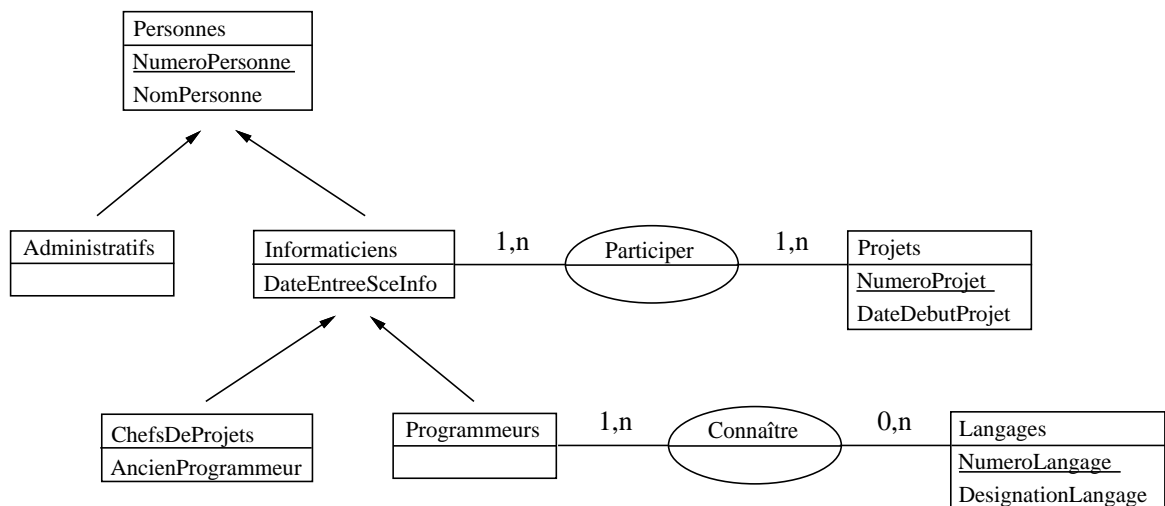 Personnes
NumeroPersonne
NomPersonne
Administratifs
Informaticiens
DateEntreeSceInfo
1,n
Participer
1,n
Projets
NumeroProjet
DateDebutProjet
ChefsDeProjets
AncienProgrammeur
Programmeurs
1,n
Connaître
0,n
Langages
NumeroLangage
DesignationLangage